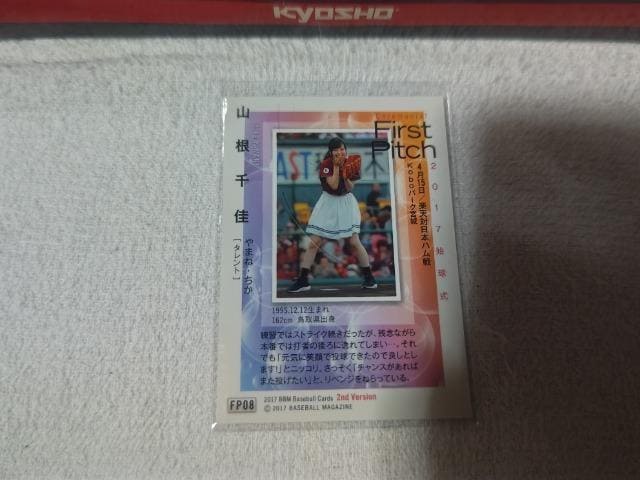 KYOSHO
Ceremonial
First
Pitch
2017始球式
4月15日／楽天対日本ハム戦
Koboパーク宮城
山根千佳
やまね・ちか
［タレント］
1995.12.12生まれ
162cm 鳥取県出身
練習ではストライク続きだったが、残念ながら
本番では打者の後ろに逸れてしまい…。それ
でも「元気に笑顔で投球できたので良しとしま
す!」とニッコリ。さっそく「チャンスがあれば
また投げたい」と、リベンジをねらっている。
FP08
2017 BBM Baseball Cards 2nd Version
© 2017 BASEBALL MAGAZINE